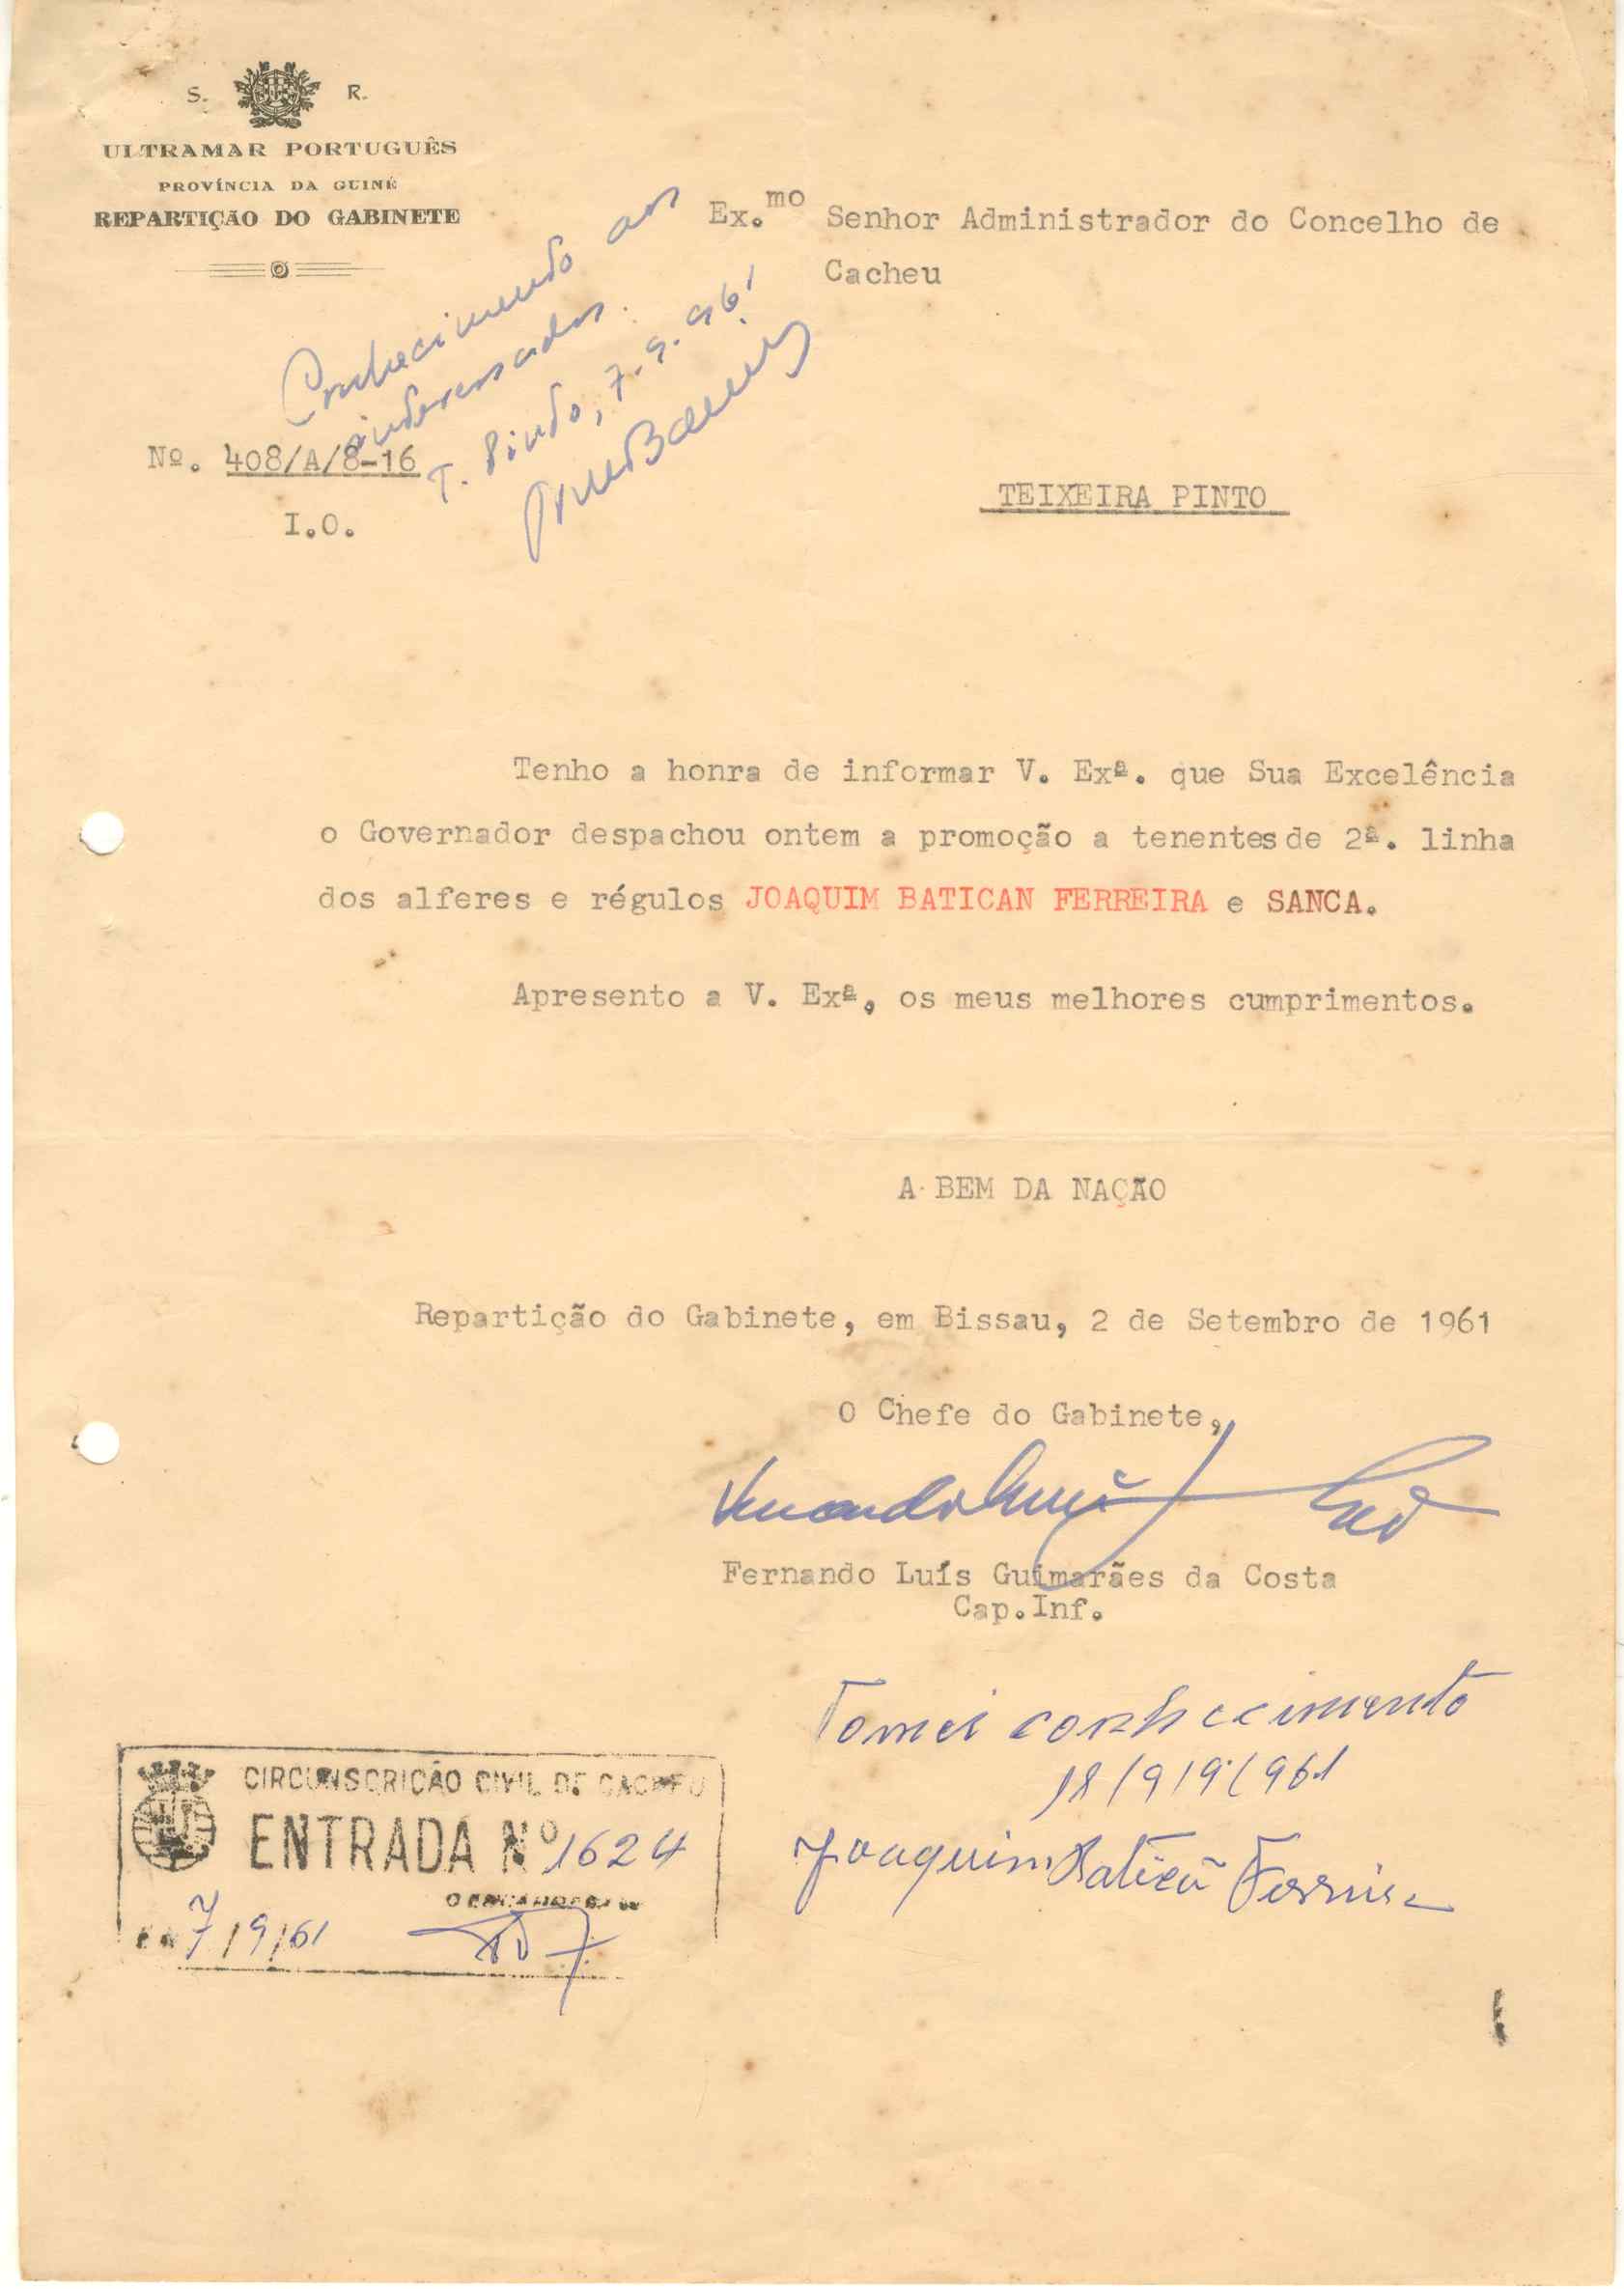 S. R.
ULTRAMAR PORTUGUÊS
PROVÍNCIA DA GUINÉ
REPARTIÇÃO DO GABINETE
Ex.mo Senhor Administrador do Concelho de
Cacheu
Conhecimento aos
interessados.
T. Pinto, 7.9.961
Nº. 408/A/8-16
I.O.
TEIXEIRA PINTO
Tenho a honra de informar V. Exª. que Sua Excelência
o Governador despachou ontem a promoção a tenentes de 2ª. linha
dos alferes e régulos JOAQUIM BATICAN FERREIRA e SANCA.
Apresento a V. Exª, os meus melhores cumprimentos.
A BEM DA NAÇÃO
Repartição do Gabinete, em Bissau, 2 de Setembro de 1961
O Chefe do Gabinete,
Fernando Luís Guimarães da Costa
Cap.Inf.
Tomei conhecimento
18/9/9/961
Joaquim Baticã Ferreira
CIRCUNSCRIÇÃO CIVIL DE CACHEU
ENTRADA Nº 1624
7/9/61